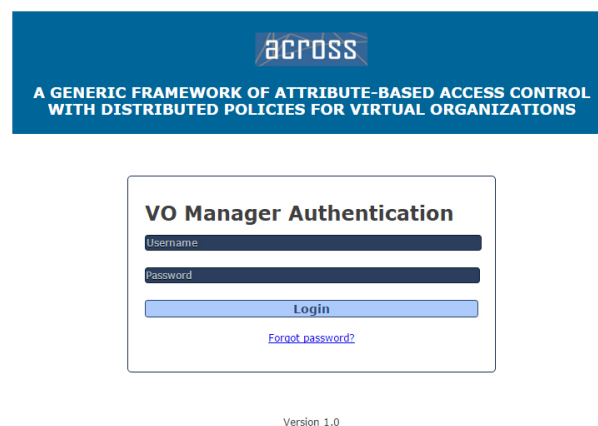 across
A GENERIC FRAMEWORK OF ATTRIBUTE-BASED ACCESS CONTROL
WITH DISTRIBUTED POLICIES FOR VIRTUAL ORGANIZATIONS
VO Manager Authentication
Username
Password
Login
Forgot password?
Version 1.0